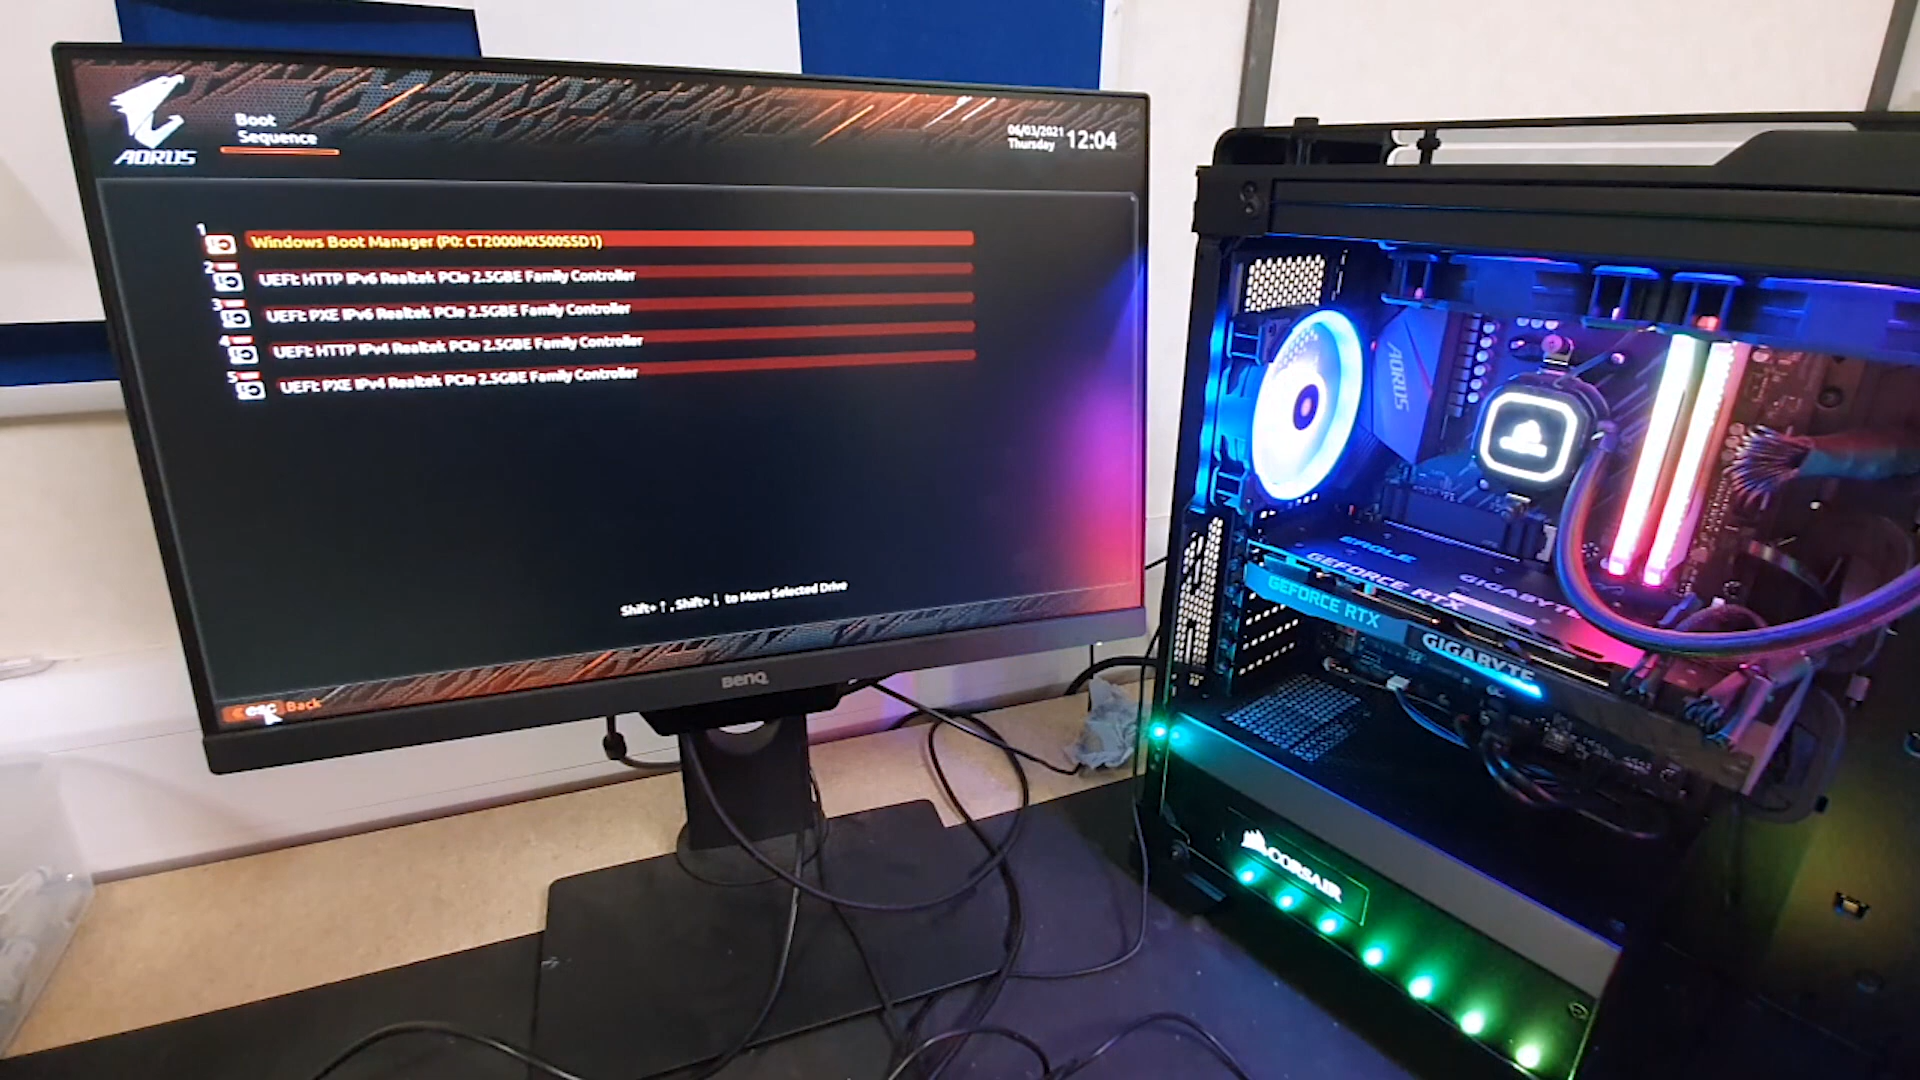 AORUS
Boot
Sequence
06/03/2021
Thursday
12:04
1
Windows Boot Manager (P0: CT2000MX500SSD1)
2
UEFI: HTTP IPv6 Realtek PCIe 2.5GBE Family Controller
3
UEFI: PXE IPv6 Realtek PCIe 2.5GBE Family Controller
4
UEFI: HTTP IPv4 Realtek PCIe 2.5GBE Family Controller
5
UEFI: PXE IPv4 Realtek PCIe 2.5GBE Family Controller
Shift+↑, Shift+↓ to Move Selected Drive
esc Back
BenQ
AORUS
EAGLE
GEFORCE RTX
GIGABYTE
GEFORCE RTX
GIGABYTE
CORSAIR